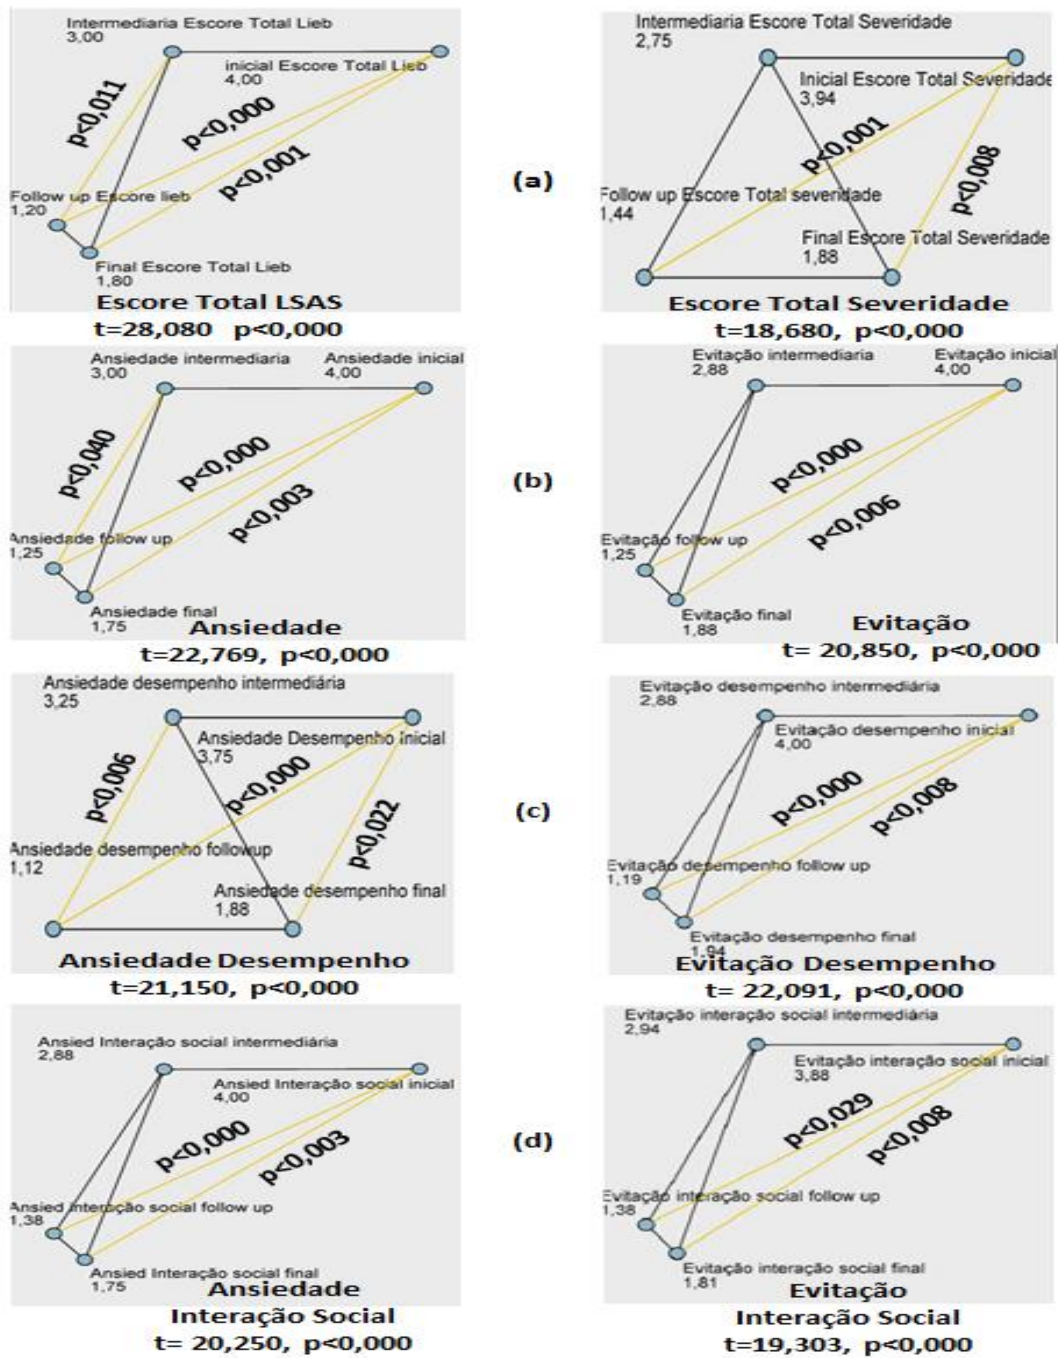 Intermediaria Escore Total Lieb
3,00
inicial Escore Total Lieb
4,00
p<0,011
p<0,000
p<0,001
Follow up Escore lieb
1,20
Final Escore Total Lieb
1,80
Escore Total LSAS
t=28,080 p<0,000
(a)
Intermediaria Escore Total Severidade
2,75
Inicial Escore Total Severidade
3,94
p<0,001
p<0,008
Follow up Escore Total severidade
1,44
Final Escore Total Severidade
1,88
Escore Total Severidade
t=18,680, p<0,000
Ansiedade intermediaria
3,00
Ansiedade inicial
4,00
p<0,040
p<0,000
p<0,003
Ansiedade follow up
1,25
Ansiedade final
1,75
Ansiedade
t=22,769, p<0,000
(b)
Evitação intermediaria
2,88
Evitação inicial
4,00
p<0,000
p<0,006
Evitação follow up
1,25
Evitação final
1,88
Evitação
t= 20,850, p<0,000
Ansiedade desempenho intermediária
3,25
Ansiedade Desempenho Inicial
3,75
p<0,006
p<0,000
p<0,022
Ansiedade desempenho followup
1,12
Ansiedade desempenho final
1,88
Ansiedade Desempenho
t=21,150, p<0,000
(c)
Evitação desempenho intermediária
2,88
Evitação desempenho inicial
4,00
p<0,000
p<0,008
Evitação desempenho follow up
1,19
Evitação desempenho final
1,94
Evitação Desempenho
t= 22,091, p<0,000
Ansied Interação social intermediária
2,88
Ansied Interação social inicial
4,00
p<0,000
p<0,003
Ansied Interação social follow up
1,38
Ansied Interação social final
1,75
Ansiedade
Interação Social
t= 20,250, p<0,000
(d)
Evitação interação social intermediária
2,94
Evitação interação social inicial
3,88
p<0,029
p<0,008
Evitação interação social follow up
1,38
Evitação interação social final
1,81
Evitação
Interação Social
t=19,303, p<0,000